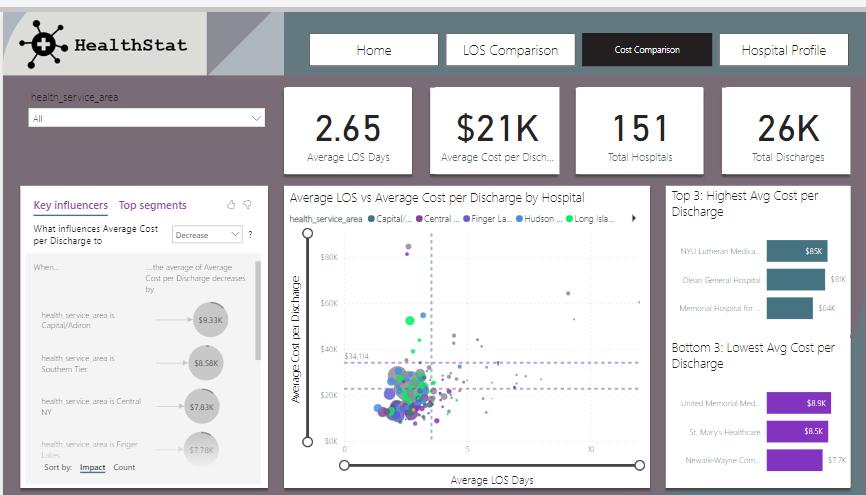 HealthStat
Home
LOS Comparison
Cost Comparison
Hospital Profile
health_service_area
All
2.65
Average LOS Days
$21K
Average Cost per Disch...
151
Total Hospitals
26K
Total Discharges
Key influencers
Top segments
What influences Average Cost
per Discharge to
Decrease
?
When...
...the average of Average
Cost per Discharge decreases
by
health_service_area is
Capital/Adiron
$9.33K
health_service_area is
Southern Tier
$8.58K
health_service_area is Central
NY
$7.83K
health_service_area is Finger
Lakes
$7.78K
Sort by:
Impact
Count
Average LOS vs Average Cost per Discharge by Hospital
health_service_area
Capital/...
Central ...
Finger La...
Hudson ...
Long Isla...
Average Cost per Discharge
$80K
$60K
$40K
$34,114
$20K
$0K
0
5
10
Average LOS Days
Top 3: Highest Avg Cost per
Discharge
NYU Lutheran Medica...
$85K
Olean General Hospital
$81K
Memorial Hospital for ...
$64K
Bottom 3: Lowest Avg Cost per
Discharge
United Memorial Med...
$8.9K
St. Mary's Healthcare
$8.5K
Newark-Wayne Com...
$7.7K